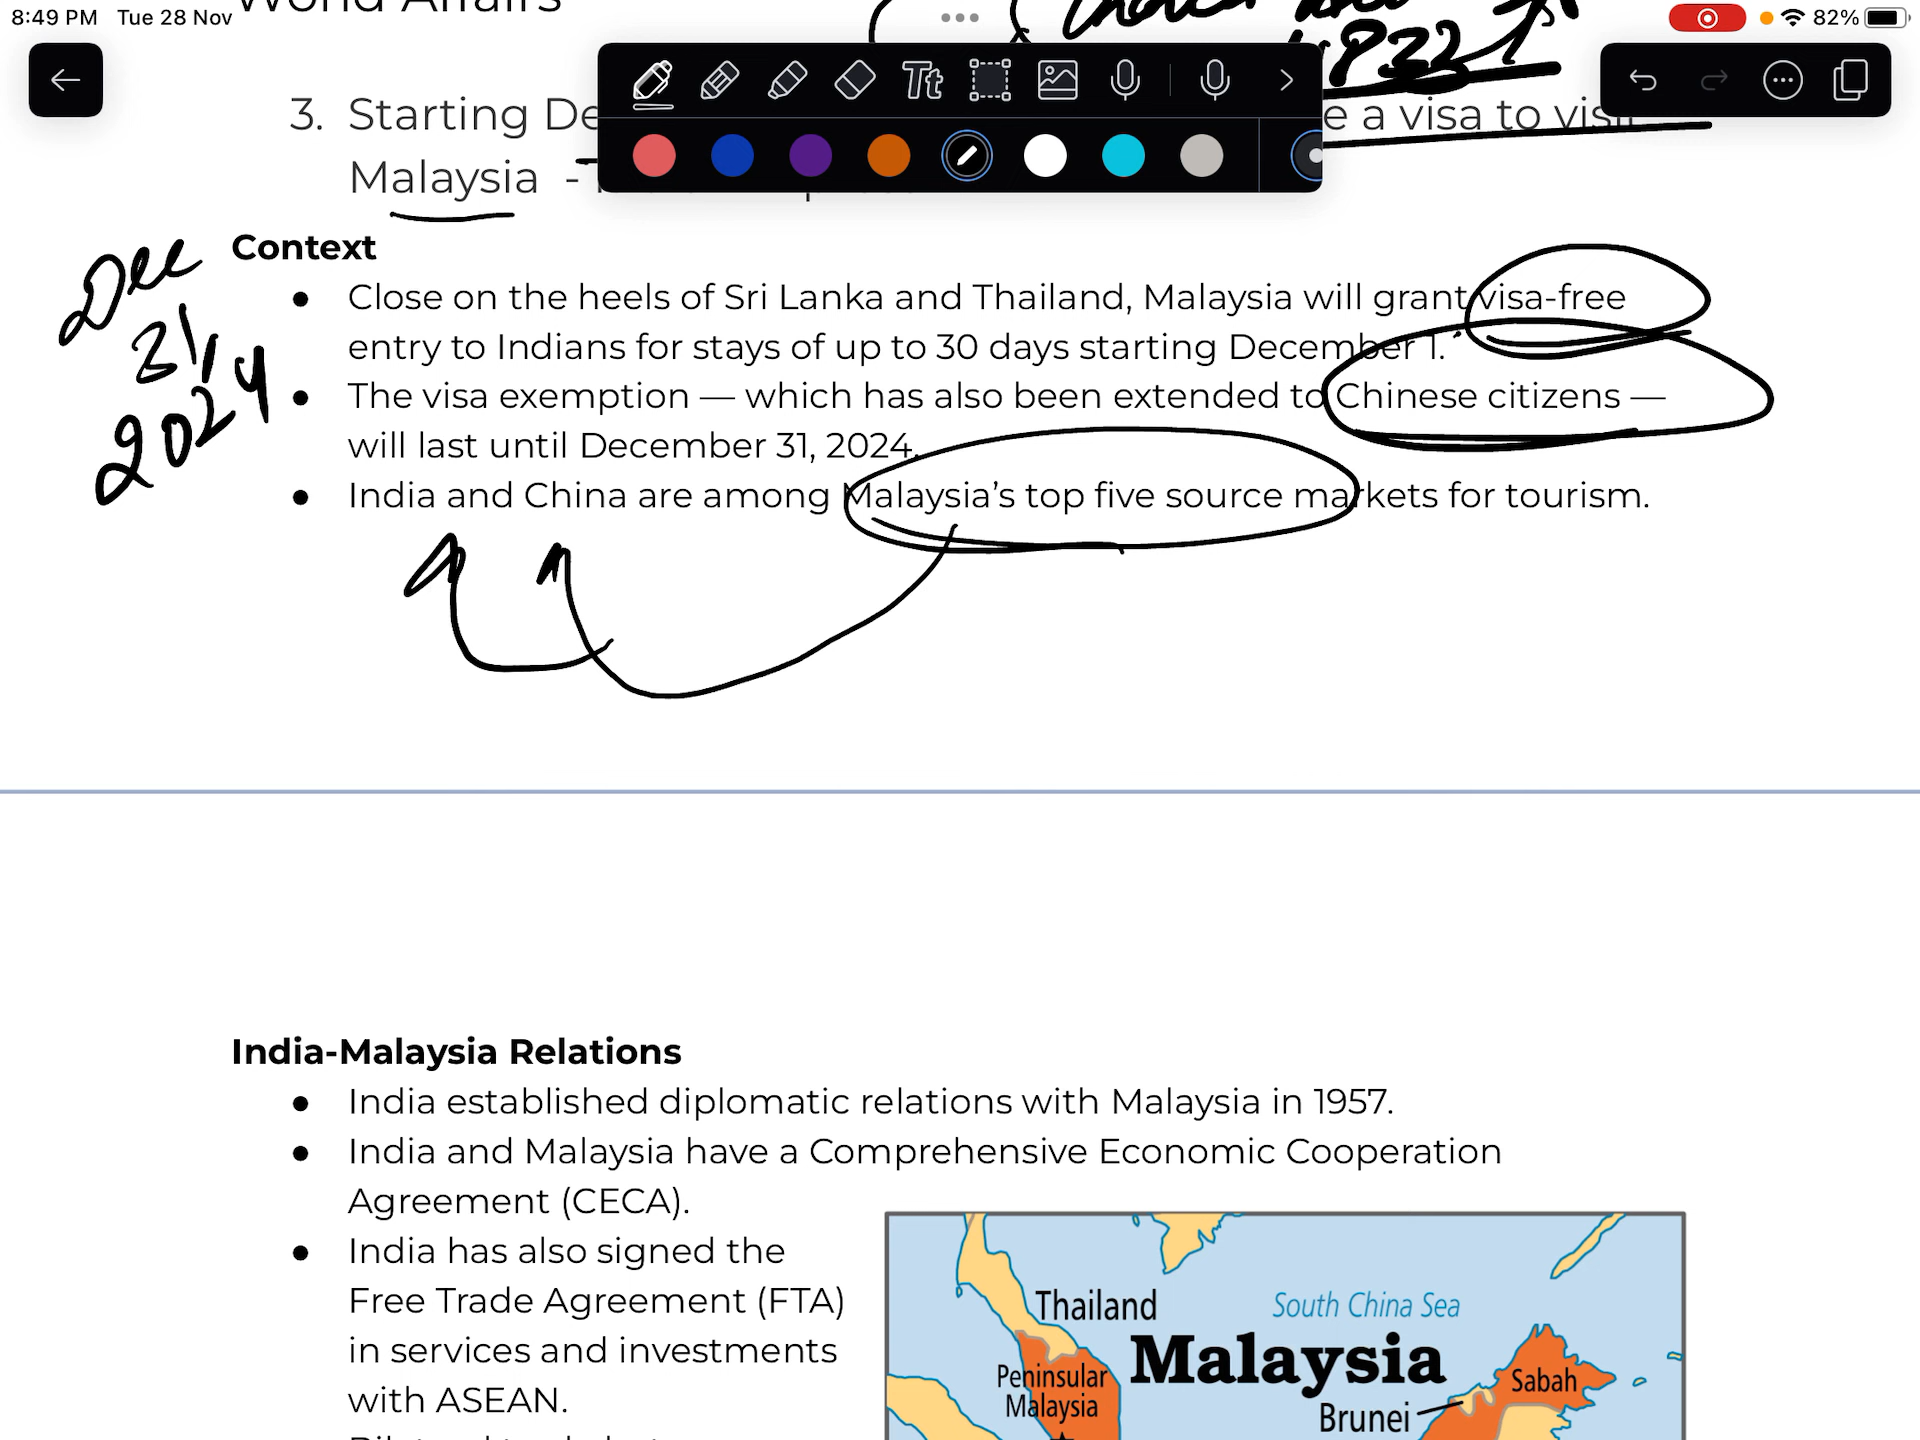 8:49 PM Tue 28 Nov
82%
World Affairs
48322
Tt
3. Starting De e a visa to visit
Malaysia -
Context
Dec
31
2024
● Close on the heels of Sri Lanka and Thailand, Malaysia will grant visa-free
entry to Indians for stays of up to 30 days starting December 1.
● The visa exemption — which has also been extended to Chinese citizens —
will last until December 31, 2024.
● India and China are among Malaysia’s top five source markets for tourism.
India-Malaysia Relations
● India established diplomatic relations with Malaysia in 1957.
● India and Malaysia have a Comprehensive Economic Cooperation
Agreement (CECA).
● India has also signed the
Free Trade Agreement (FTA)
in services and investments
with ASEAN.
Thailand
South China Sea
Malaysia
Peninsular
Malaysia
Sabah
Brunei